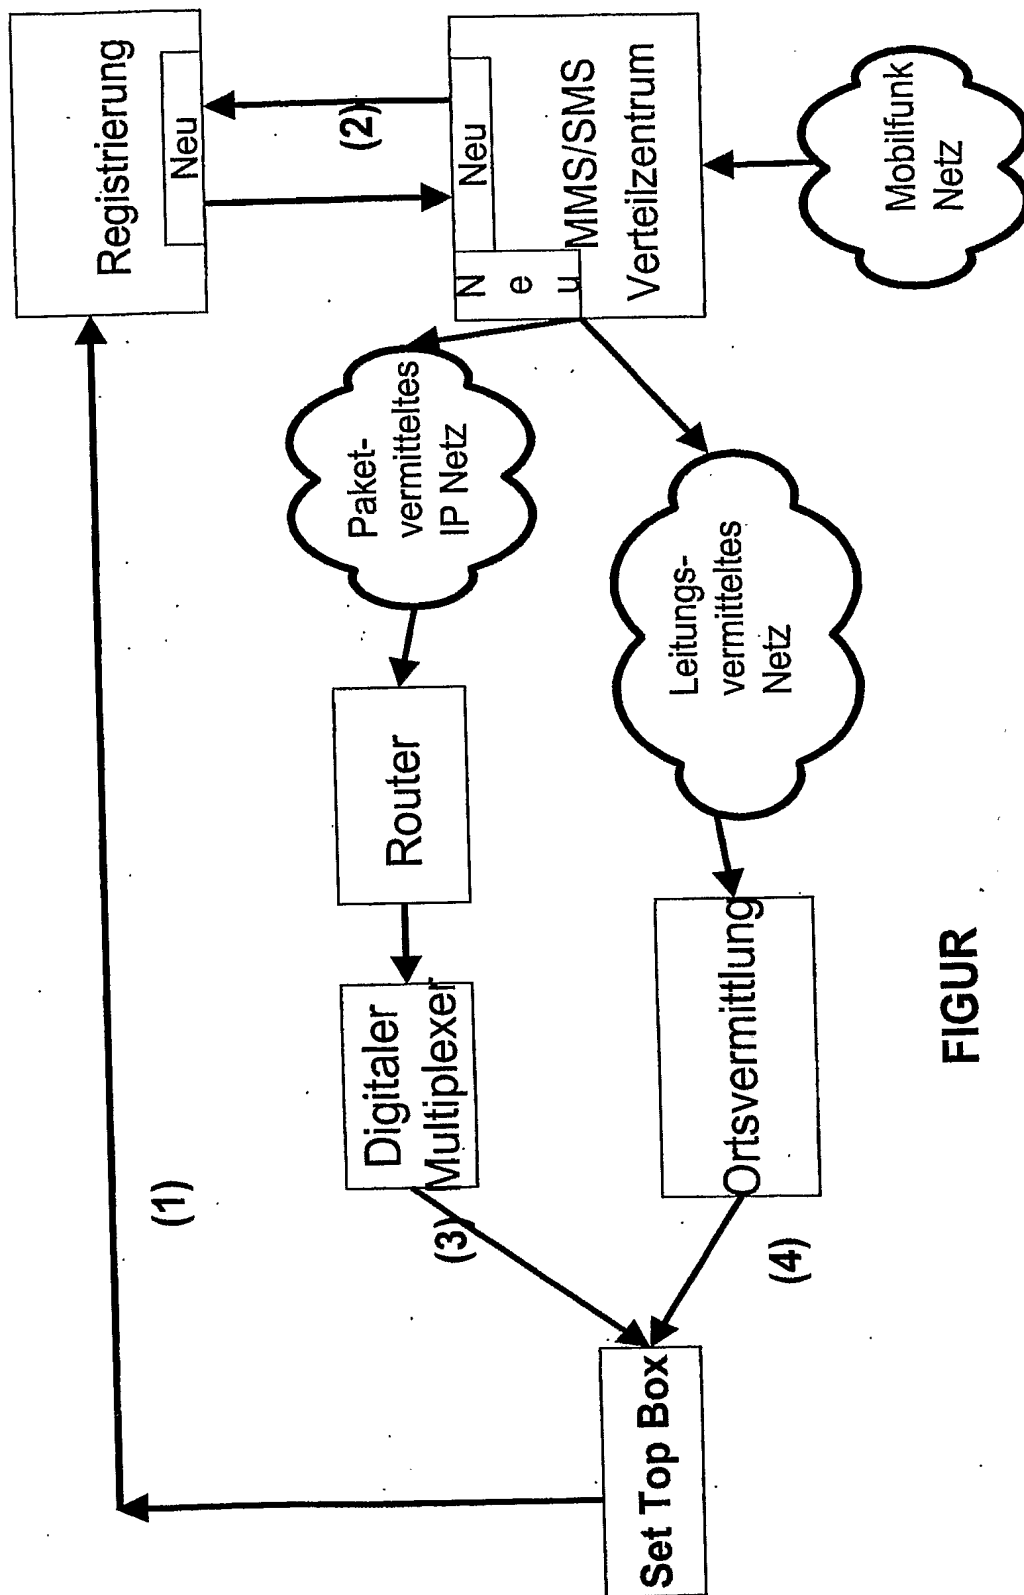 (1)
Registrierung
Neu
(2)
Neu
N
e
u
MMS/SMS
Verteilzentrum
Mobilfunk
Netz
Paket-
vermitteltes
IP Netz
Router
Digitaler
Multiplexer
(3)
Leitungs-
vermitteltes
Netz
Ortsvermittlung
(4)
Set Top Box
FIGUR